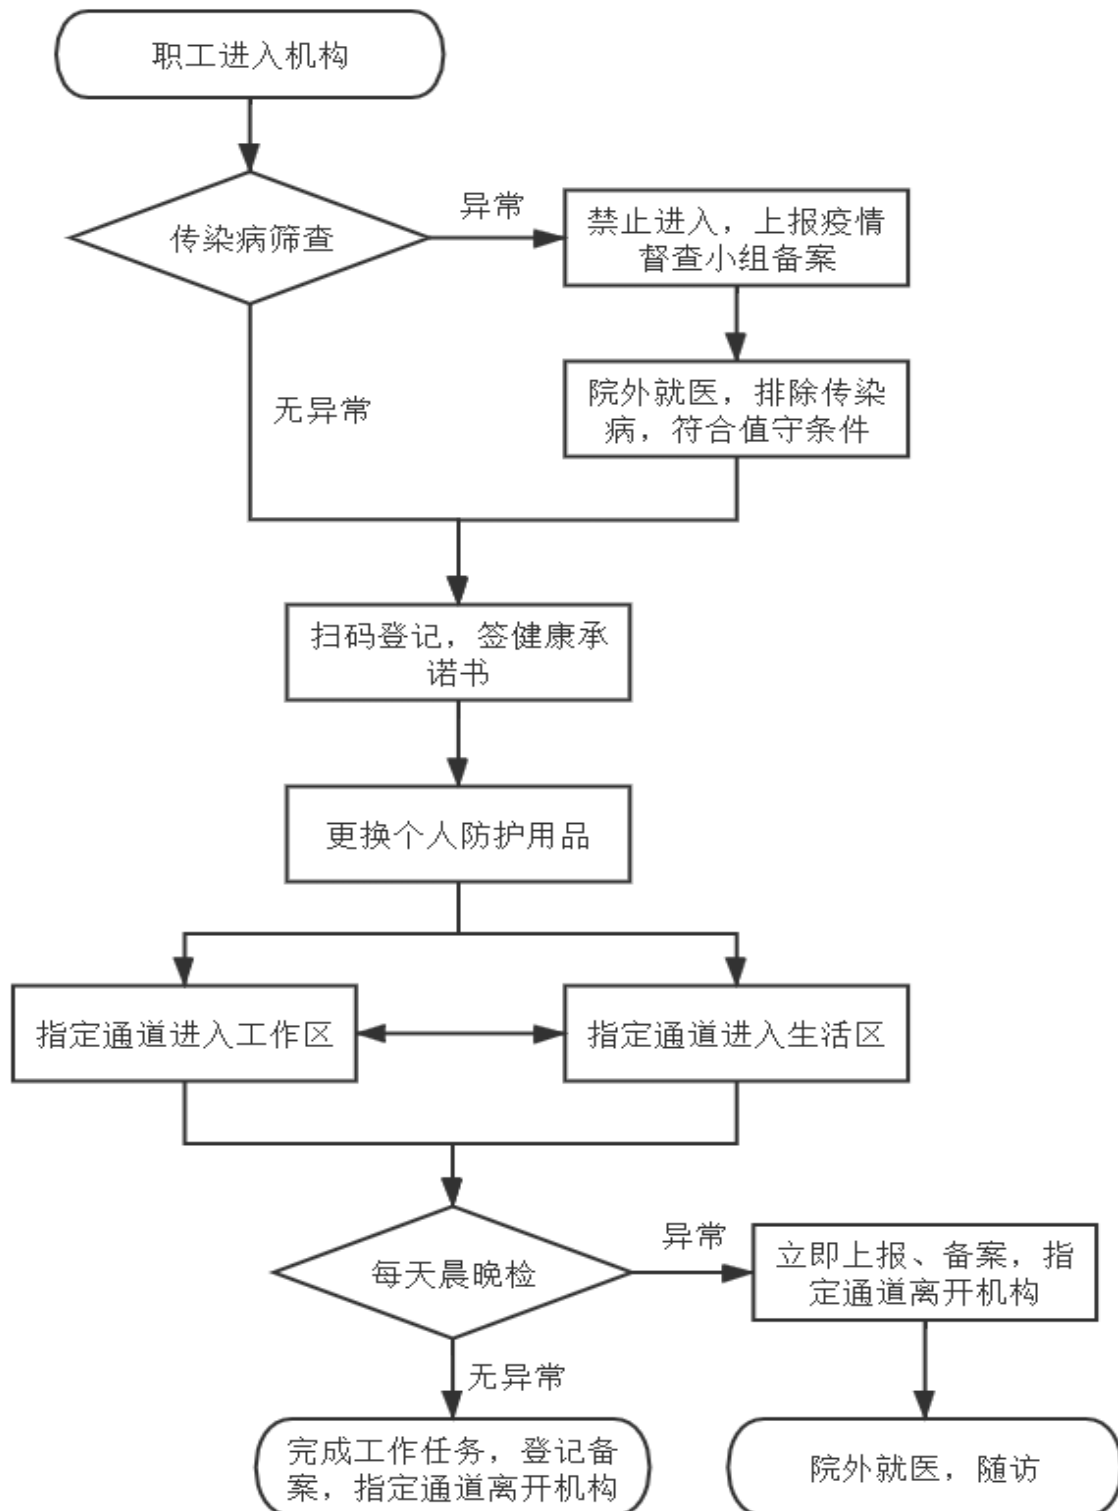 职工进入机构
传染病筛查
异常
禁止进入，上报疫情
督查小组备案
无异常
院外就医，排除传染
病，符合值守条件
扫码登记，签健康承
诺书
更换个人防护用品
指定通道进入工作区
指定通道进入生活区
每天晨晚检
异常
立即上报、备案，指
定通道离开机构
无异常
完成工作任务，登记备
案，指定通道离开机构
院外就医，随访